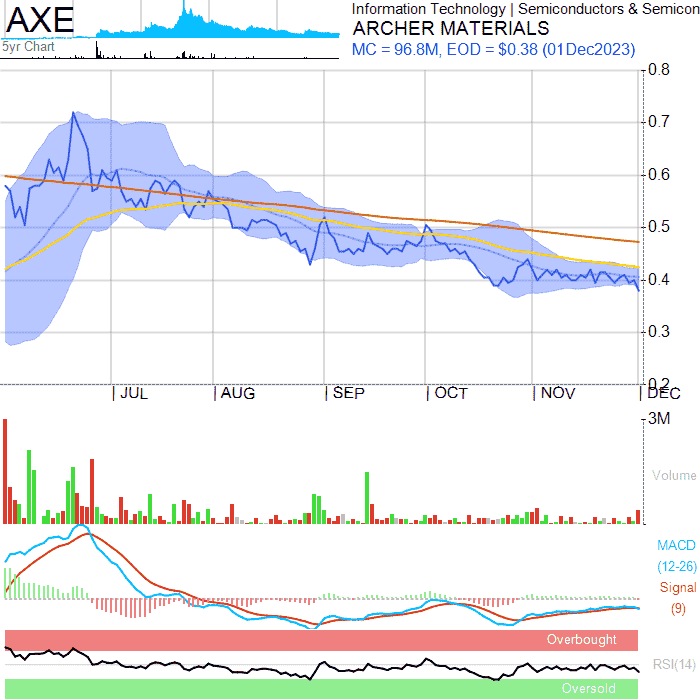 AXE
5yr Chart
Information Technology | Semiconductors & Semicon
ARCHER MATERIALS
MC = 96.8M, EOD = $0.38 (01Dec2023)
0.8
0.7
0.6
0.5
0.4
0.3
0.2
JUL AUG SEP OCT NOV DEC
3M
Volume
MACD
(12-26)
Signal
(9)
Overbought
RSI(14)
Oversold